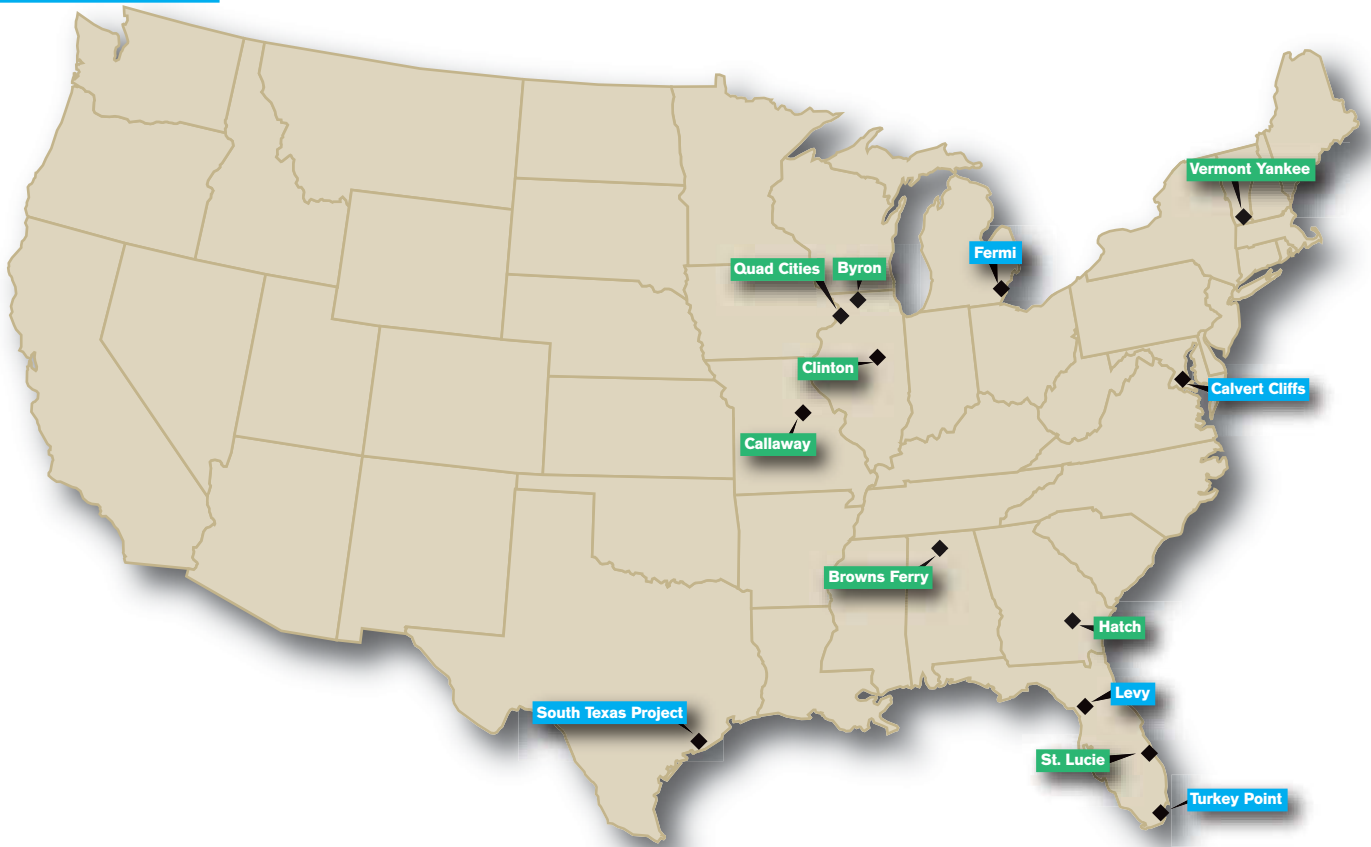 Vermont Yankee
Fermi
Quad Cities
Byron
Clinton
Calvert Cliffs
Callaway
Browns Ferry
Hatch
Levy
South Texas Project
St. Lucie
Turkey Point